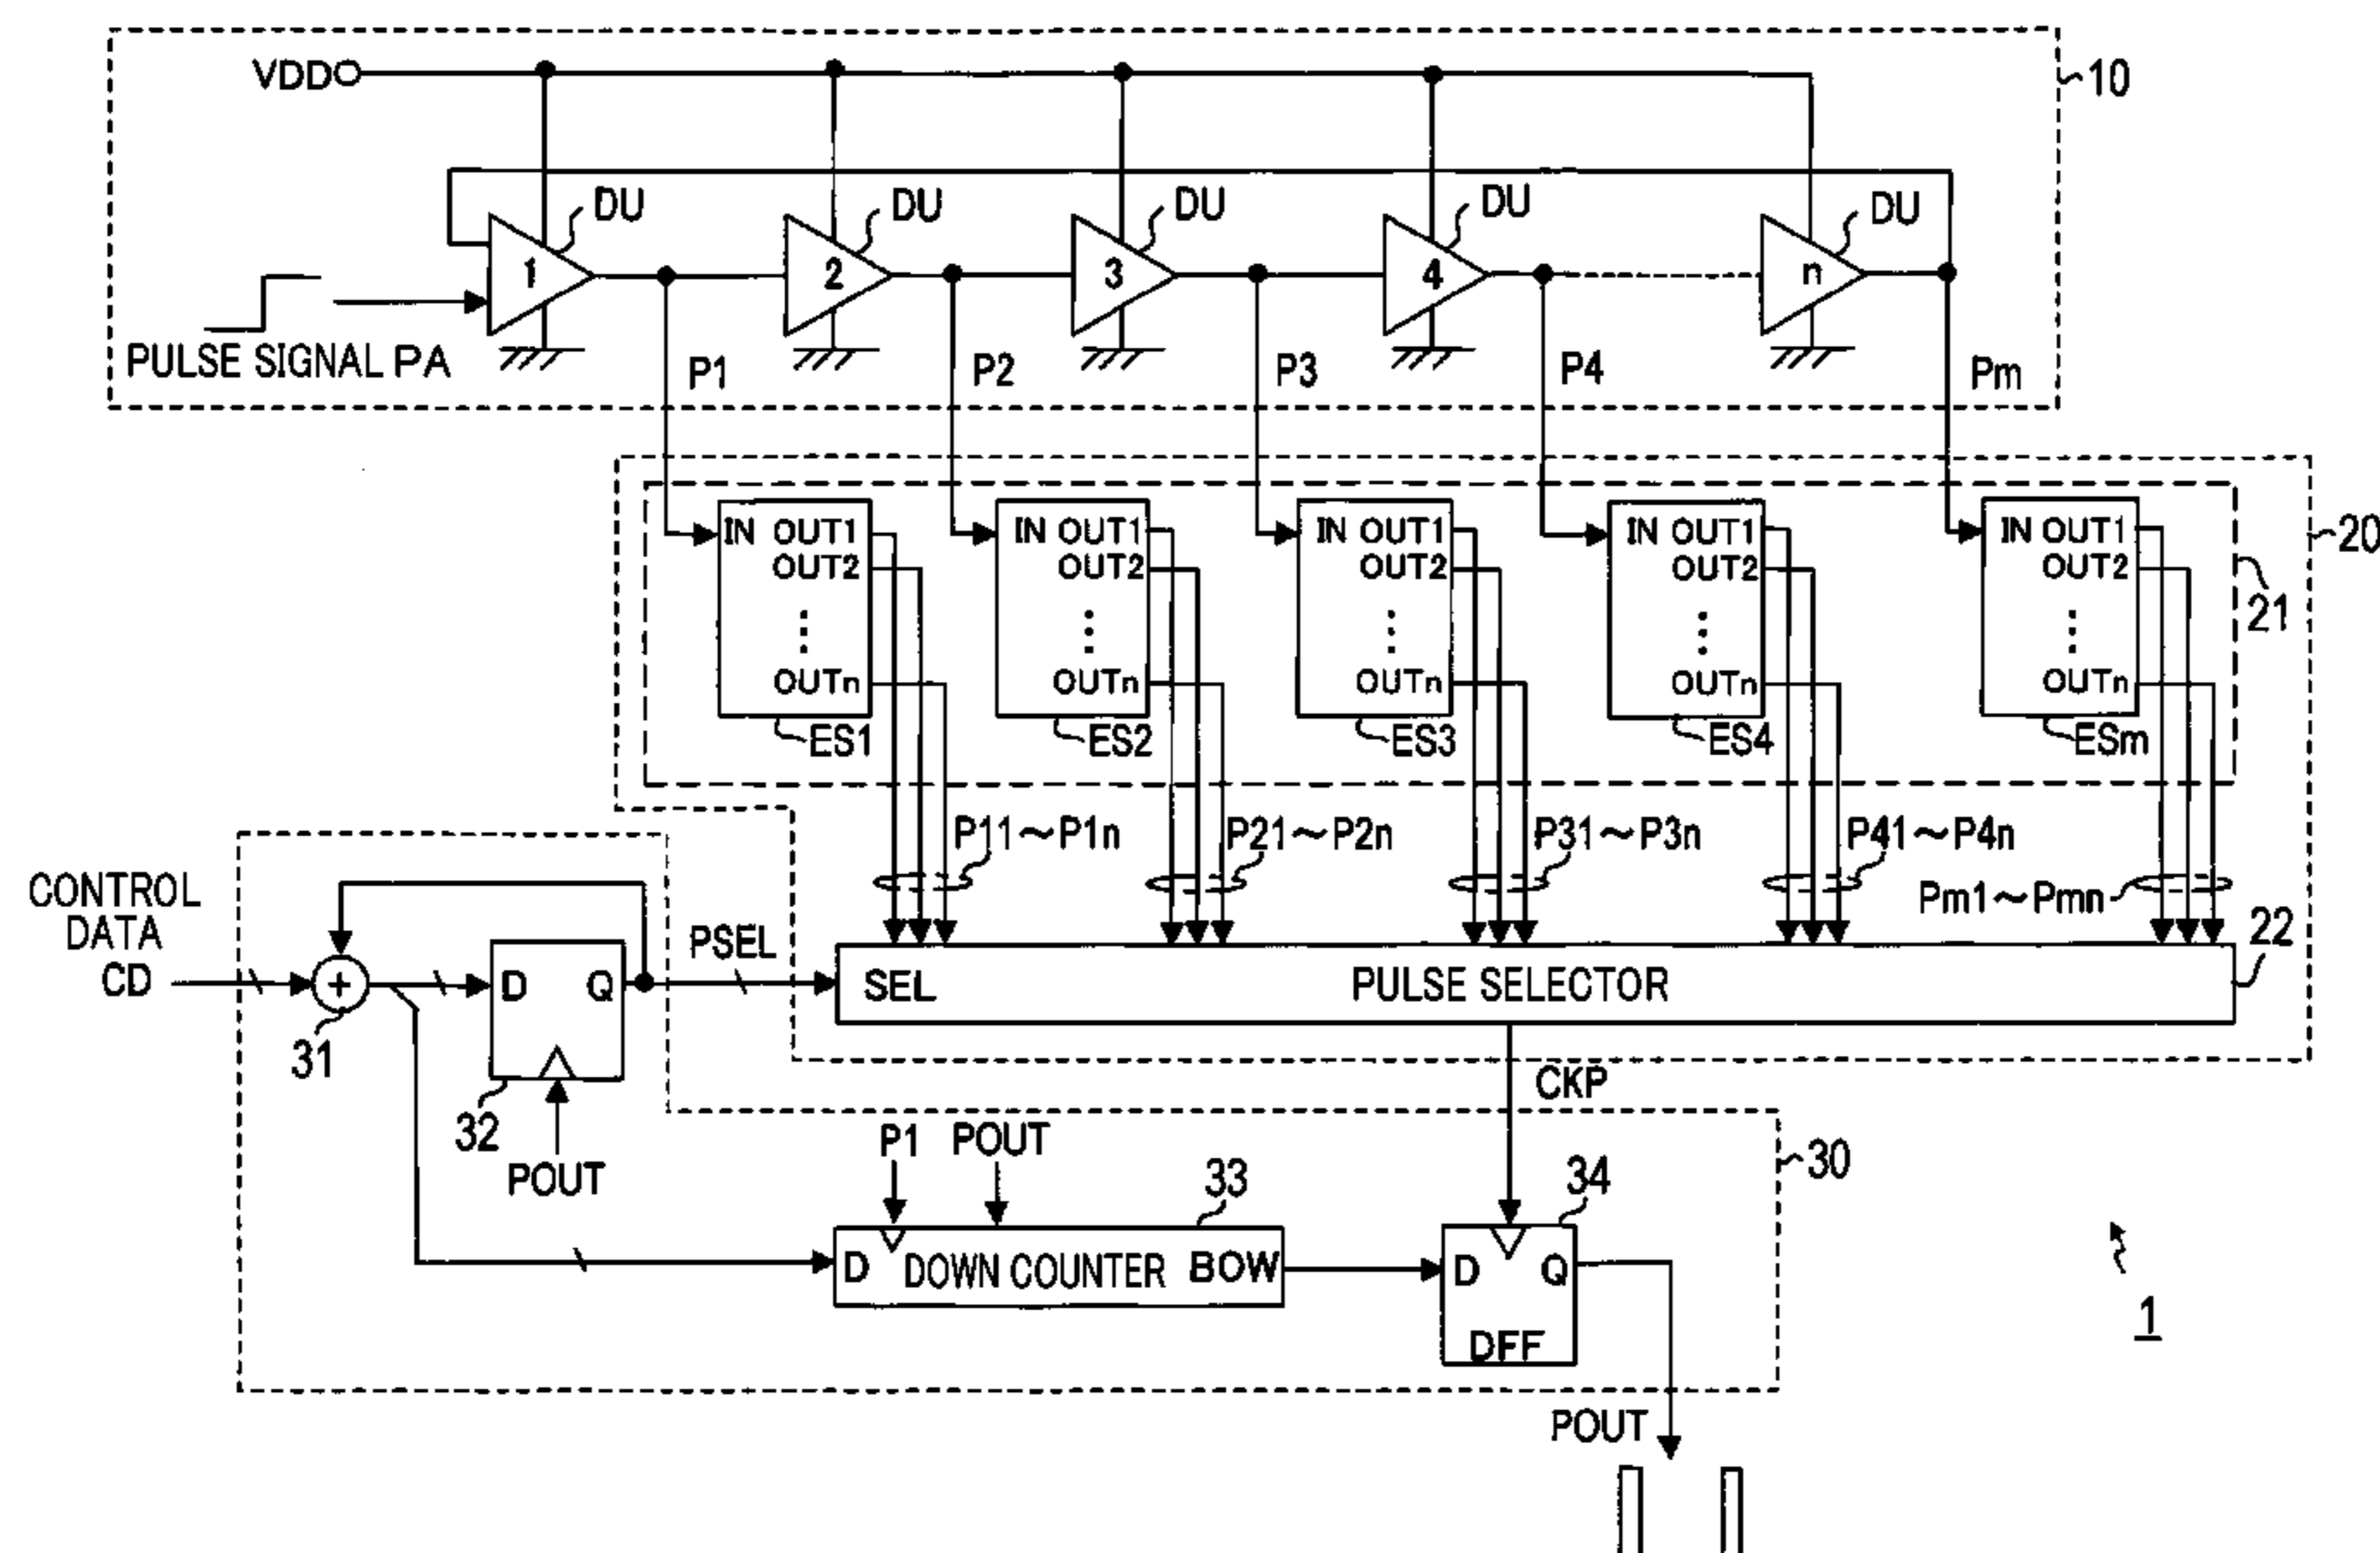 VDD
10
DU DU DU DU DU
1 2 3 4 n
PULSE SIGNAL PA
P1 P2 P3 P4 Pm
IN OUT1 IN OUT1 IN OUT1 IN OUT1 IN OUT1
OUT2 OUT2 OUT2 OUT2 OUT2
OUTn OUTn OUTn OUTn OUTn
ES1 ES2 ES3 ES4 ESm
20
21
P11~P1n P21~P2n P31~P3n P41~P4n
Pm1~Pmn
22
CONTROL
DATA
CD
+
31
D Q
32
POUT
PSEL
SEL PULSE SELECTOR
CKP
P1 POUT
33
34
30
D DOWN COUNTER BOW
D Q
DFF
1
POUT